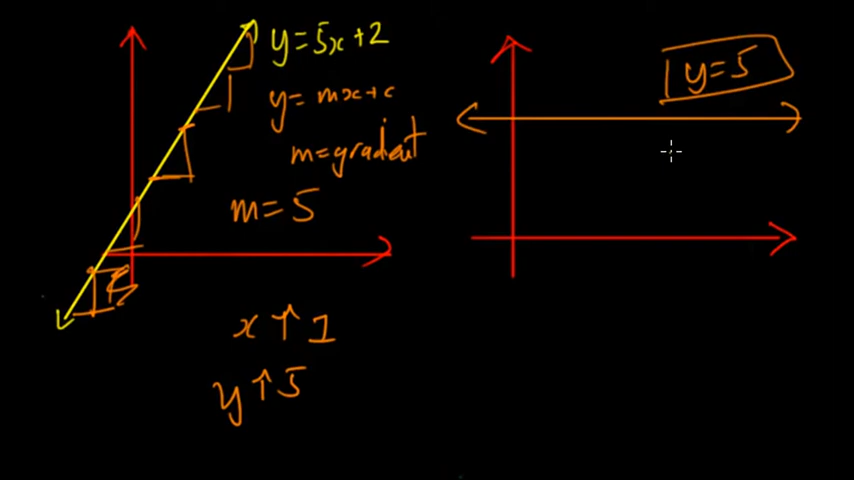 y=5x+2
y=mx+c
m=gradient
m=5
x↑1
y↑5
y=5